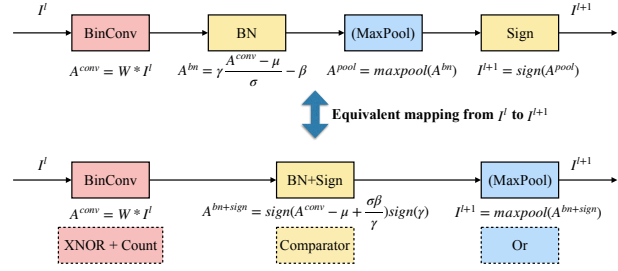 I^l
BinConv
BN
(MaxPool)
Sign
I^{l+1}
A^{conv} = W * I^l
A^{bn} = γ \frac{A^{conv} − μ}{σ} − β
A^{pool} = maxpool(A^{bn})
I^{l+1} = sign(A^{pool})
Equivalent mapping from I^l to I^{l+1}
I^l
BinConv
BN+Sign
(MaxPool)
I^{l+1}
A^{conv} = W * I^l
A^{bn+sign} = sign(A^{conv} − μ + \frac{σβ}{γ})sign(γ)
I^{l+1} = maxpool(A^{bn+sign})
XNOR + Count
Comparator
Or